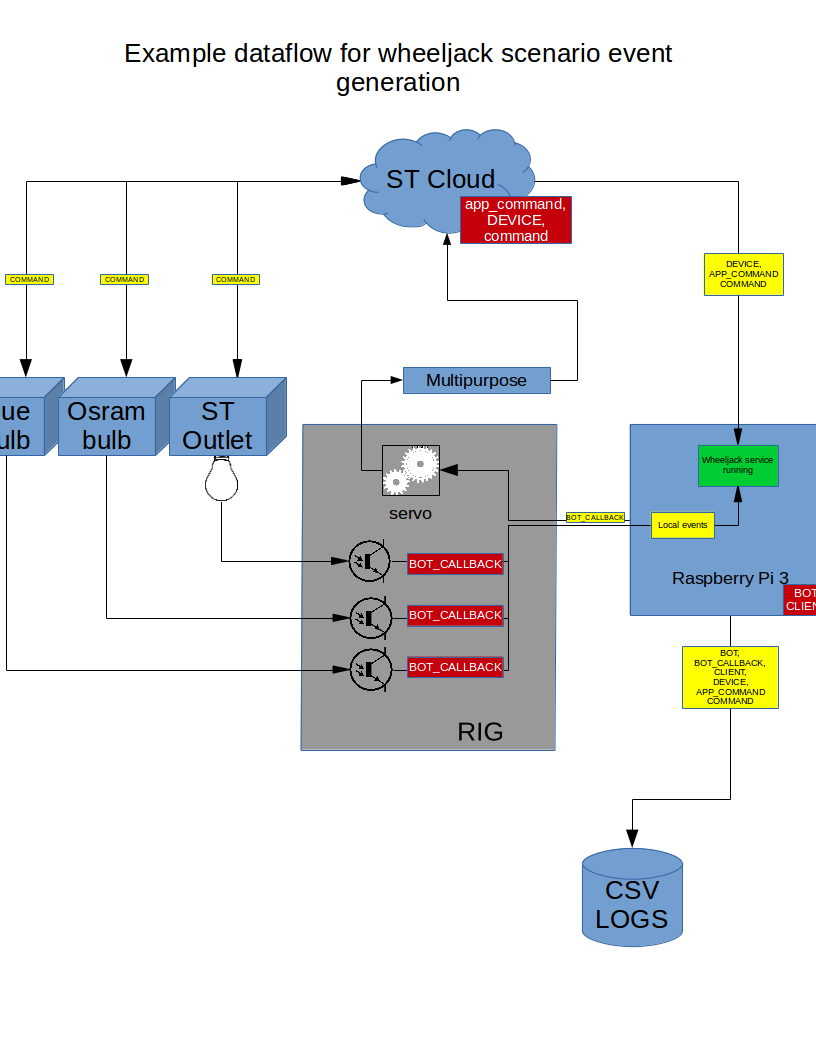 Example dataflow for wheeljack scenario event
generation
ST Cloud
app_command,
DEVICE,
command
DEVICE,
APP_COMMAND
COMMAND
COMMAND
COMMAND
COMMAND
Multipurpose
ue
ulb
Osram
bulb
ST
Outlet
Wheeljack service
running
servo
BOT_CALLBACK
Local events
BOT_CALLBACK
Raspberry Pi 3
BOT
CLIEN
BOT_CALLBACK
BOT_CALLBACK
BOT,
BOT_CALLBACK,
CLIENT,
DEVICE,
APP_COMMAND
COMMAND
RIG
CSV
LOGS